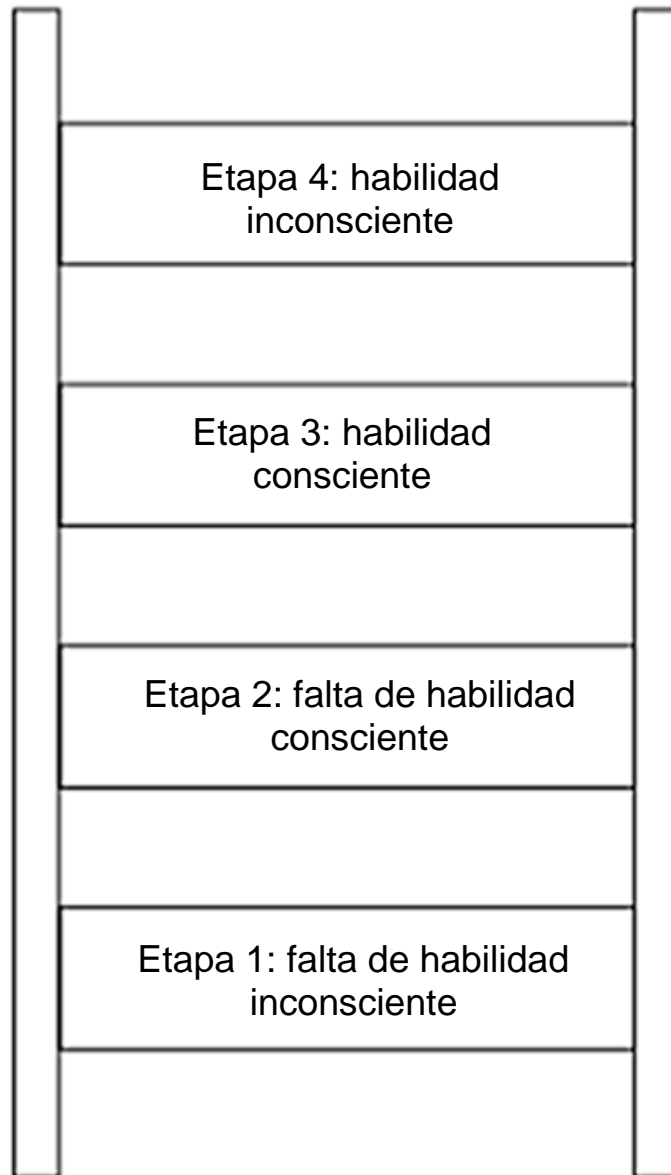 Etapa 4: habilidad
inconsciente
Etapa 3: habilidad
consciente
Etapa 2: falta de habilidad
consciente
Etapa 1: falta de habilidad
inconsciente